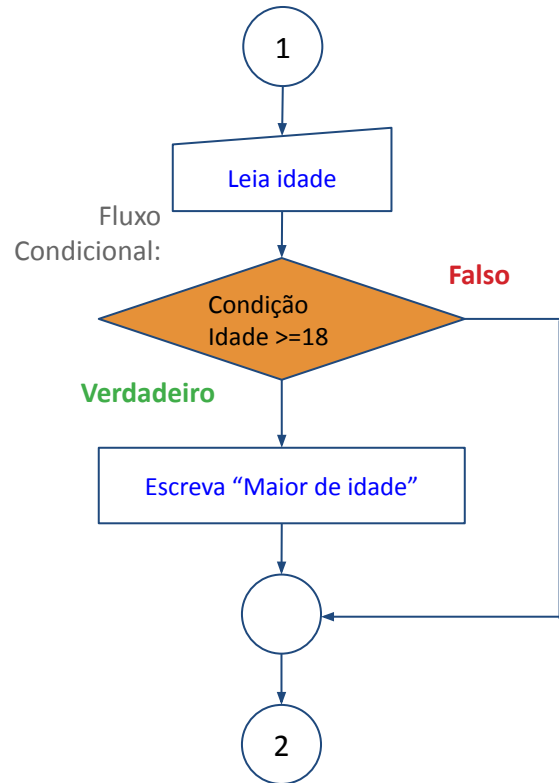 1
Leia idade
Fluxo
Condicional:
Falso
Condição
Idade >=18
Verdadeiro
Escreva “Maior de idade”
2